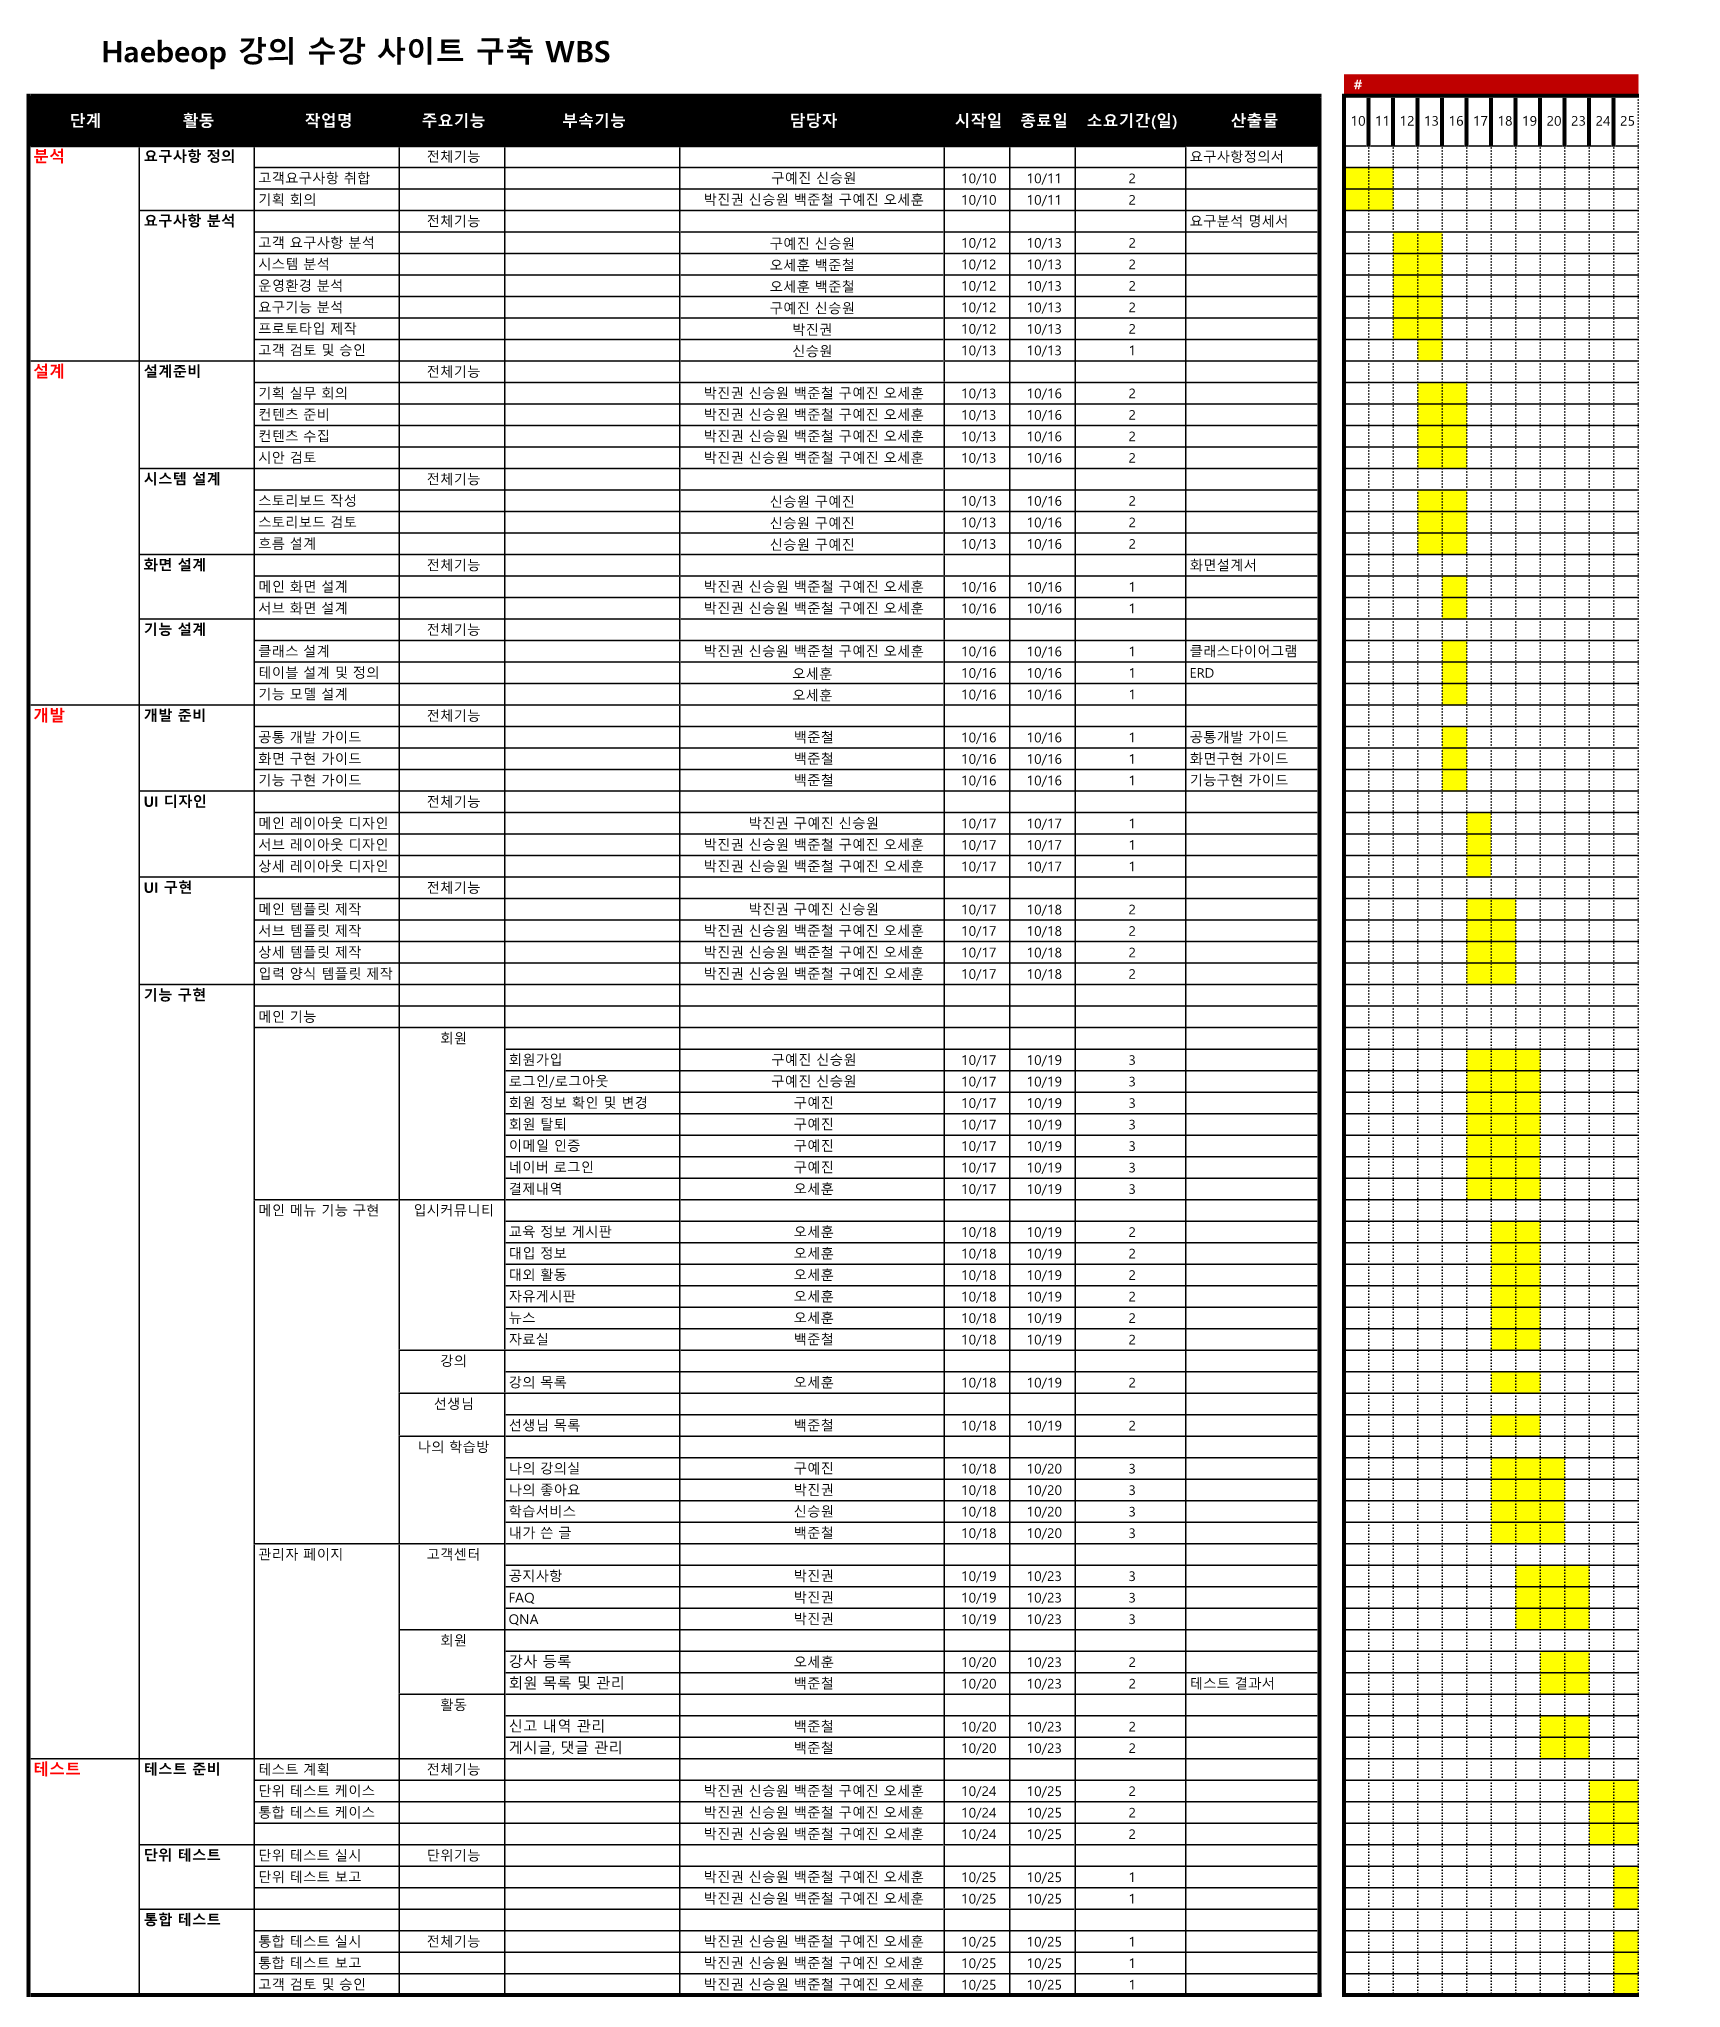 Haebeop 강의 수강 사이트 구축 WBS
#
단계 활동 작업명 주요기능 부속기능 담당자 시작일 종료일 소요기간(일) 산출물 10 11 12 13 16 17 18 19 20 23 24 25
분석 요구사항 정의 전체기능 요구사항정의서
고객요구사항 취합 구예진 신승원 10/10 10/11 2
기획 회의 박진권 신승원 백준철 구예진 오세훈 10/10 10/11 2
요구사항 분석 전체기능 요구분석 명세서
고객 요구사항 분석 구예진 신승원 10/12 10/13 2
시스템 분석 오세훈 백준철 10/12 10/13 2
운영환경 분석 오세훈 백준철 10/12 10/13 2
요구기능 분석 구예진 신승원 10/12 10/13 2
프로토타입 제작 박진권 10/12 10/13 2
고객 검토 및 승인 신승원 10/13 10/13 1
설계 설계준비 전체기능
기획 실무 회의 박진권 신승원 백준철 구예진 오세훈 10/13 10/16 2
컨텐츠 준비 박진권 신승원 백준철 구예진 오세훈 10/13 10/16 2
컨텐츠 수집 박진권 신승원 백준철 구예진 오세훈 10/13 10/16 2
시안 검토 박진권 신승원 백준철 구예진 오세훈 10/13 10/16 2
시스템 설계 전체기능
스토리보드 작성 신승원 구예진 10/13 10/16 2
스토리보드 검토 신승원 구예진 10/13 10/16 2
흐름 설계 신승원 구예진 10/13 10/16 2
화면 설계 전체기능 화면설계서
메인 화면 설계 박진권 신승원 백준철 구예진 오세훈 10/16 10/16 1
서브 화면 설계 박진권 신승원 백준철 구예진 오세훈 10/16 10/16 1
기능 설계 전체기능
클래스 설계 박진권 신승원 백준철 구예진 오세훈 10/16 10/16 1 클래스다이어그램
테이블 설계 및 정의 오세훈 10/16 10/16 1 ERD
기능 모델 설계 오세훈 10/16 10/16 1
개발 개발 준비 전체기능
공통 개발 가이드 백준철 10/16 10/16 1 공통개발 가이드
화면 구현 가이드 백준철 10/16 10/16 1 화면구현 가이드
기능 구현 가이드 백준철 10/16 10/16 1 기능구현 가이드
UI 디자인 전체기능
메인 레이아웃 디자인 박진권 구예진 신승원 10/17 10/17 1
서브 레이아웃 디자인 박진권 신승원 백준철 구예진 오세훈 10/17 10/17 1
상세 레이아웃 디자인 박진권 신승원 백준철 구예진 오세훈 10/17 10/17 1
UI 구현 전체기능
메인 템플릿 제작 박진권 구예진 신승원 10/17 10/18 2
서브 템플릿 제작 박진권 신승원 백준철 구예진 오세훈 10/17 10/18 2
상세 템플릿 제작 박진권 신승원 백준철 구예진 오세훈 10/17 10/18 2
입력 양식 템플릿 제작 박진권 신승원 백준철 구예진 오세훈 10/17 10/18 2
기능 구현
메인 기능
회원
회원가입 구예진 신승원 10/17 10/19 3
로그인/로그아웃 구예진 신승원 10/17 10/19 3
회원 정보 확인 및 변경 구예진 10/17 10/19 3
회원 탈퇴 구예진 10/17 10/19 3
이메일 인증 구예진 10/17 10/19 3
네이버 로그인 구예진 10/17 10/19 3
결제내역 오세훈 10/17 10/19 3
메인 메뉴 기능 구현 입시커뮤니티
교육 정보 게시판 오세훈 10/18 10/19 2
대입 정보 오세훈 10/18 10/19 2
대외 활동 오세훈 10/18 10/19 2
자유게시판 오세훈 10/18 10/19 2
뉴스 오세훈 10/18 10/19 2
자료실 백준철 10/18 10/19 2
강의
강의 목록 오세훈 10/18 10/19 2
선생님
선생님 목록 백준철 10/18 10/19 2
나의 학습방
나의 강의실 구예진 10/18 10/20 3
나의 좋아요 박진권 10/18 10/20 3
학습서비스 신승원 10/18 10/20 3
내가 쓴 글 백준철 10/18 10/20 3
관리자 페이지 고객센터
공지사항 박진권 10/19 10/23 3
FAQ 박진권 10/19 10/23 3
QNA 박진권 10/19 10/23 3
회원
강사 등록 오세훈 10/20 10/23 2
회원 목록 및 관리 백준철 10/20 10/23 2 테스트 결과서
활동
신고 내역 관리 백준철 10/20 10/23 2
게시글, 댓글 관리 백준철 10/20 10/23 2
테스트 테스트 준비 테스트 계획 전체기능
단위 테스트 케이스 박진권 신승원 백준철 구예진 오세훈 10/24 10/25 2
통합 테스트 케이스 박진권 신승원 백준철 구예진 오세훈 10/24 10/25 2
박진권 신승원 백준철 구예진 오세훈 10/24 10/25 2
단위 테스트 단위 테스트 실시 단위기능
단위 테스트 보고 박진권 신승원 백준철 구예진 오세훈 10/25 10/25 1
박진권 신승원 백준철 구예진 오세훈 10/25 10/25 1
통합 테스트
통합 테스트 실시 전체기능 박진권 신승원 백준철 구예진 오세훈 10/25 10/25 1
통합 테스트 보고 박진권 신승원 백준철 구예진 오세훈 10/25 10/25 1
고객 검토 및 승인 박진권 신승원 백준철 구예진 오세훈 10/25 10/25 1